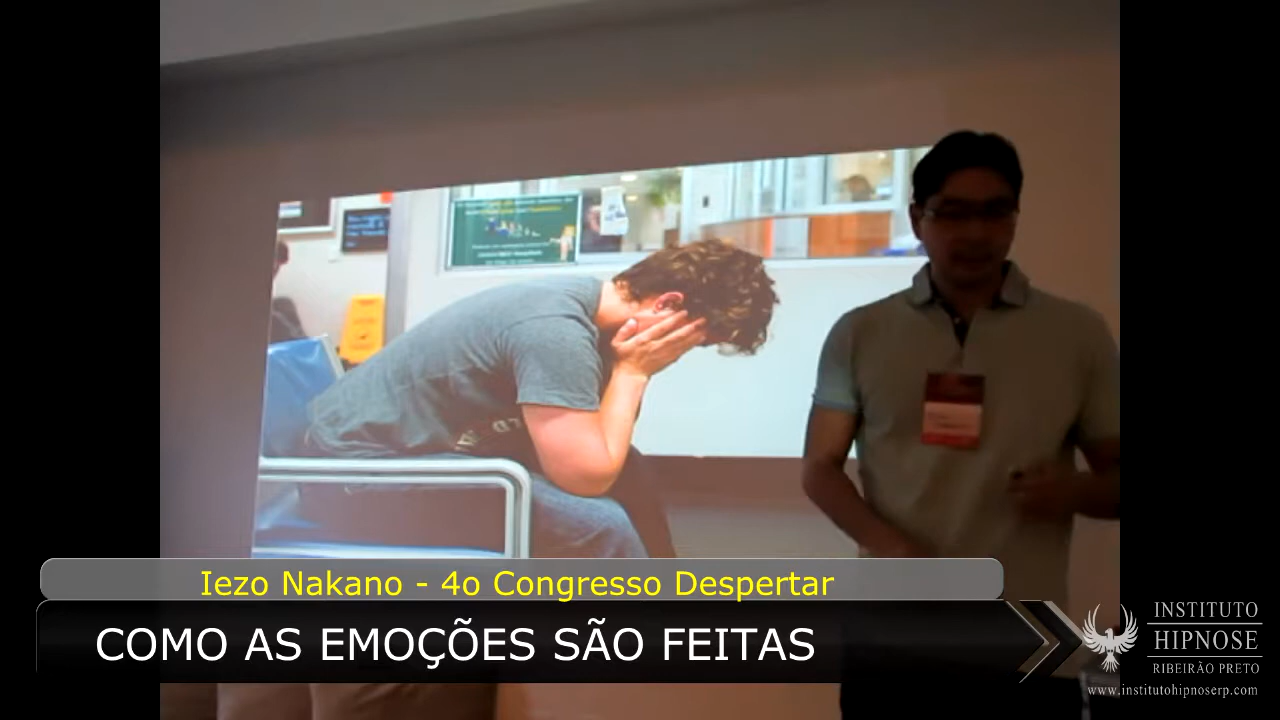 Iezo Nakano - 4o Congresso Despertar
COMO AS EMOÇÕES SÃO FEITAS
INSTITUTO
HIPNOSE
RIBEIRÃO PRETO
www.institutohipnoserp.com